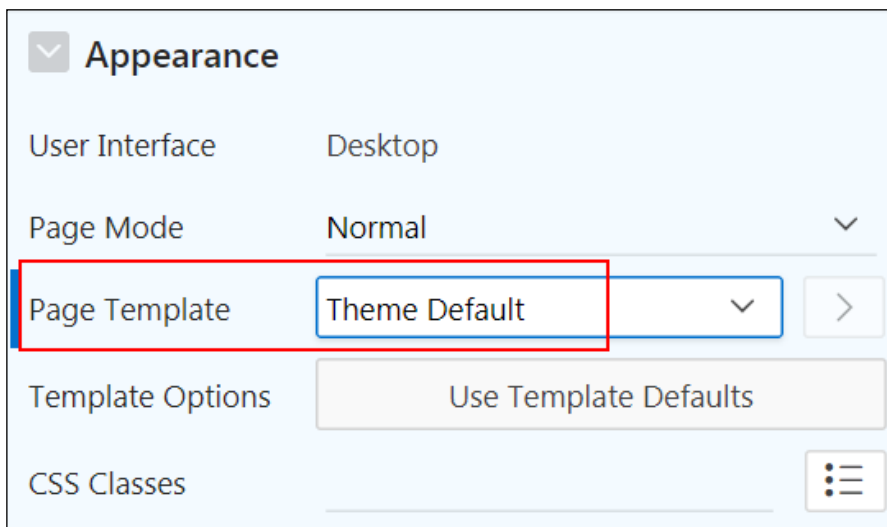 Appearance
User Interface Desktop
Page Mode Normal
Page Template Theme Default
Template Options Use Template Defaults
CSS Classes